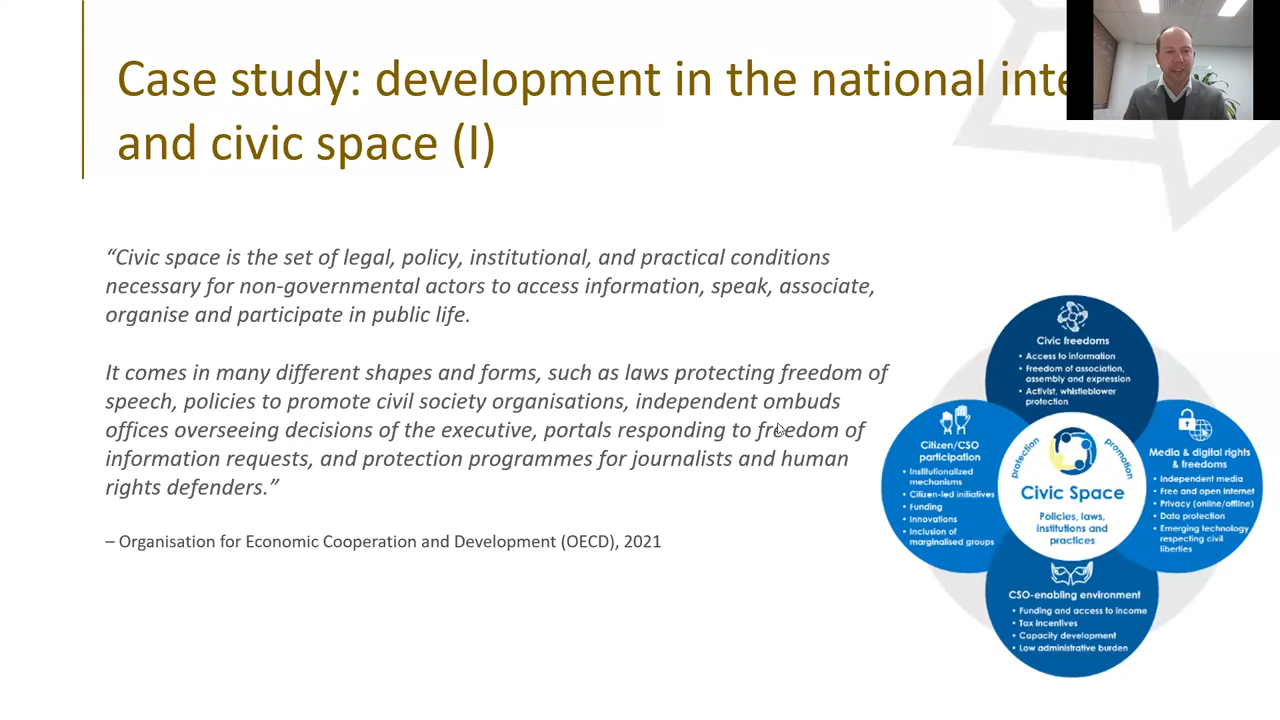 Case study: development in the national inte
and civic space (I)
“Civic space is the set of legal, policy, institutional, and practical conditions
necessary for non-governmental actors to access information, speak, associate,
organise and participate in public life.
It comes in many different shapes and forms, such as laws protecting freedom of
speech, policies to promote civil society organisations, independent ombuds
offices overseeing decisions of the executive, portals responding to freedom of
information requests, and protection programmes for journalists and human
rights defenders.”
– Organisation for Economic Cooperation and Development (OECD), 2021
Civic freedoms
• Access to information
• Freedom of association,
assembly and expression
• Activist, whistleblower
protection
Citizen/CSO
participation
• Institutionalized
mechanisms
• Citizen-led initiatives
• Funding
• Innovations
• Inclusion of
marginalised groups
protection
promotion
Civic Space
Policies, laws,
institutions and
practices
Media & digital rights
& freedoms
• Independent media
• Free and open internet
• Privacy (online/offline)
• Data protection
• Emerging technology
respecting civil
liberties
CSO-enabling environment
• Funding and access to income
• Tax incentives
• Capacity development
• Low administrative burden